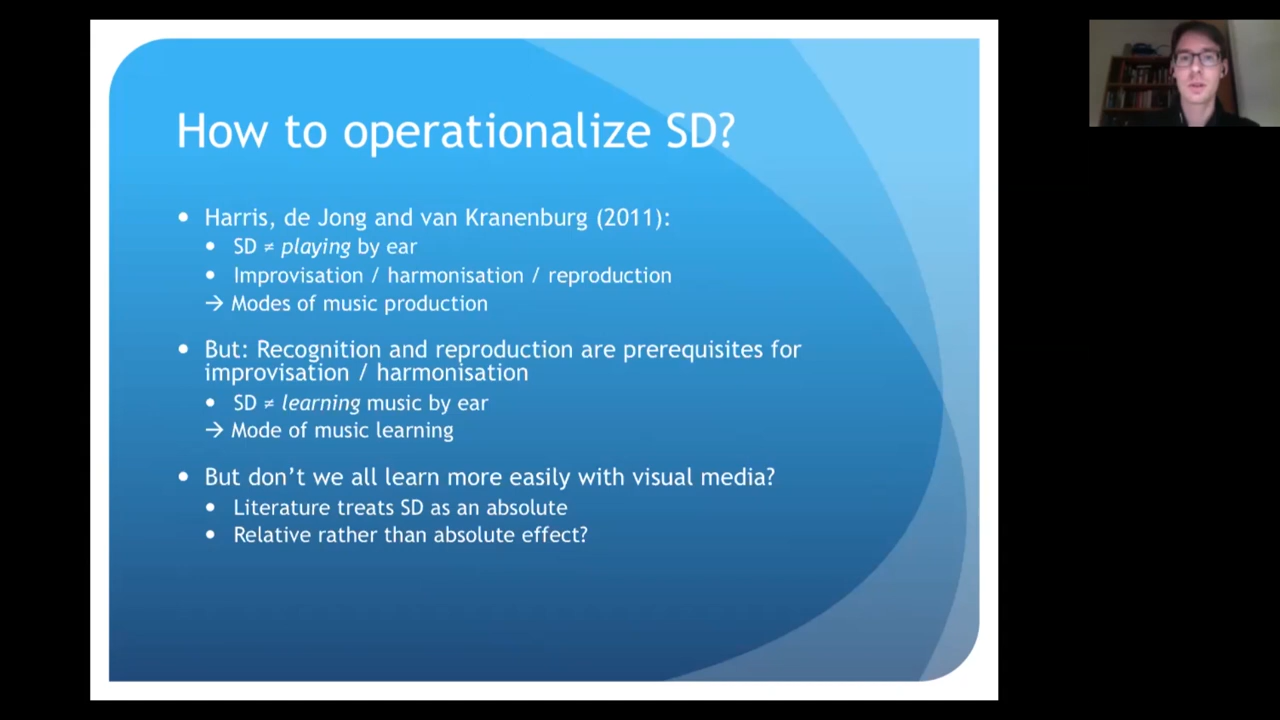 How to operationalize SD?
• Harris, de Jong and van Kranenburg (2011):
• SD ≠ playing by ear
• Improvisation / harmonisation / reproduction
→ Modes of music production
• But: Recognition and reproduction are prerequisites for
improvisation / harmonisation
• SD ≠ learning music by ear
→ Mode of music learning
• But don't we all learn more easily with visual media?
• Literature treats SD as an absolute
• Relative rather than absolute effect?